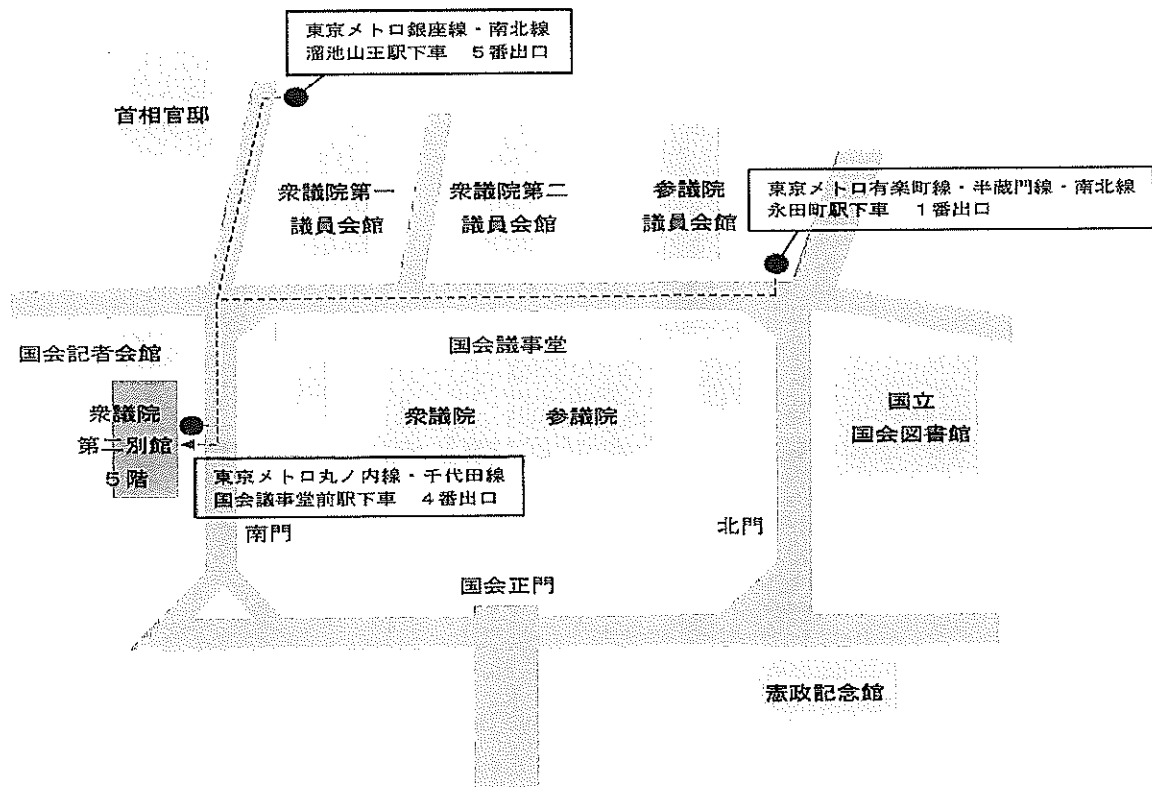 東京メトロ銀座線・南北線
溜池山王駅下車　５番出口
首相官邸
衆議院第一
議員会館
衆議院第二
議員会館
参議院
議員会館
東京メトロ有楽町線・半蔵門線・南北線
永田町駅下車　１番出口
国会記者会館
国会議事堂
衆議院
参議院
国立
国会図書館
衆議院
第二別館
５階
東京メトロ丸ノ内線・千代田線
国会議事堂前駅下車　４番出口
南門
北門
国会正門
憲政記念館